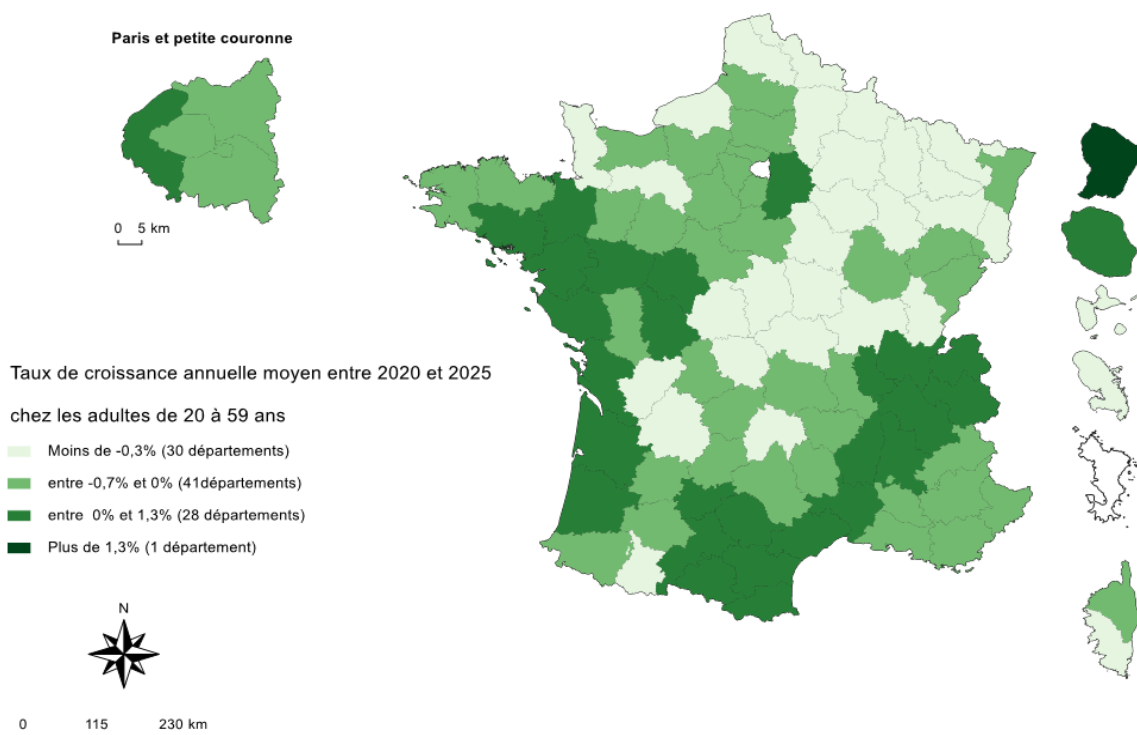 Paris et petite couronne
0 5 km
Taux de croissance annuelle moyen entre 2020 et 2025
chez les adultes de 20 à 59 ans
Moins de -0,3% (30 départements)
entre -0,7% et 0% (41départements)
entre 0% et 1,3% (28 départements)
Plus de 1,3% (1 département)
N
0 115 230 km